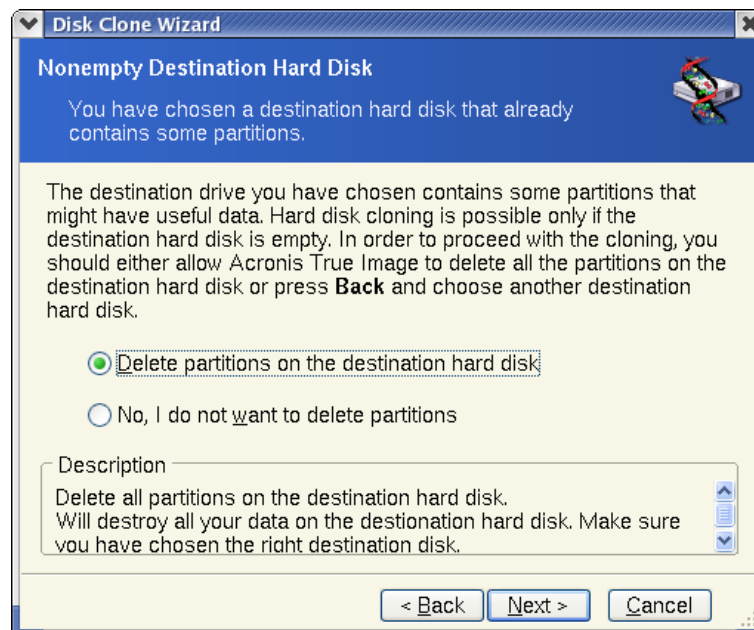 Disk Clone Wizard
Nonempty Destination Hard Disk
You have chosen a destination hard disk that already
contains some partitions.
The destination drive you have chosen contains some partitions that
might have useful data. Hard disk cloning is possible only if the
destination hard disk is empty. In order to proceed with the cloning, you
should either allow Acronis True Image to delete all the partitions on the
destination hard disk or press Back and choose another destination
hard disk.
Delete partitions on the destination hard disk
No, I do not want to delete partitions
Description
Delete all partitions on the destination hard disk.
Will destroy all your data on the destionation hard disk. Make sure
you have chosen the right destination disk.
< Back Next > Cancel